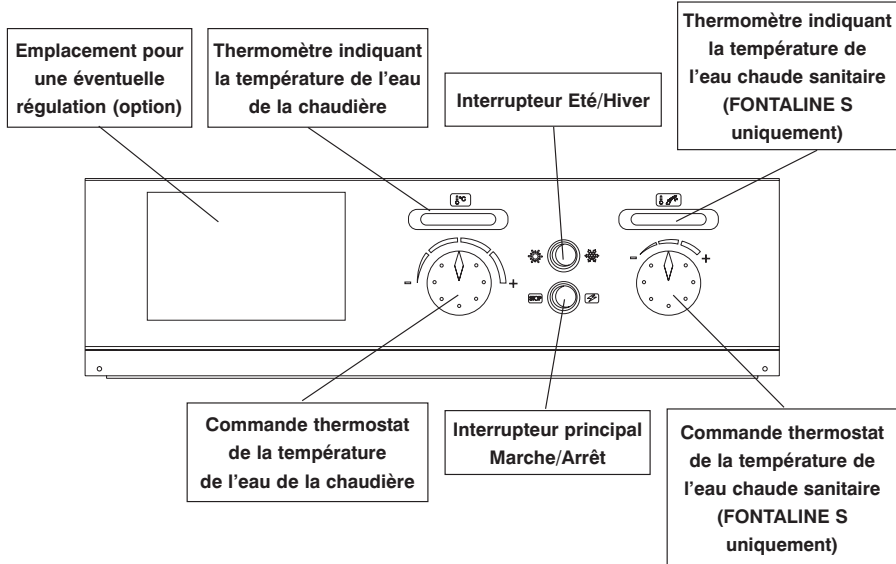 Emplacement pour
une éventuelle
régulation (option)
Thermomètre indiquant
la température de l'eau
de la chaudière
Interrupteur Eté/Hiver
Thermomètre indiquant
la température de
l'eau chaude sanitaire
(FONTALINE S
uniquement)
°C
- +
- +
STOP
Commande thermostat
de la température
de l'eau de la chaudière
Interrupteur principal
Marche/Arrêt
Commande thermostat
de la température de
l'eau chaude sanitaire
(FONTALINE S
uniquement)